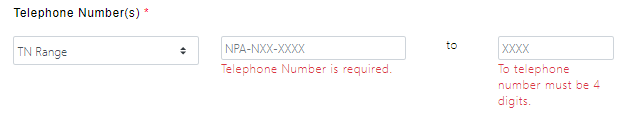 Telephone Number(s) *
TN Range NPA-NXX-XXXX to XXXX
Telephone Number is required. To telephone
number must be 4
digits.